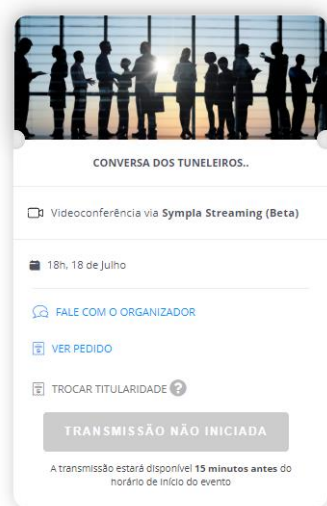 CONVERSA DOS TUNELEIROS..
Videoconferência via Sympla Streaming (Beta)
18h, 18 de Julho
FALE COM O ORGANIZADOR
VER PEDIDO
TROCAR TITULARIDADE ?
TRANSMISSÃO NÃO INICIADA
A transmissão estará disponível 15 minutos antes do
horário de início do evento